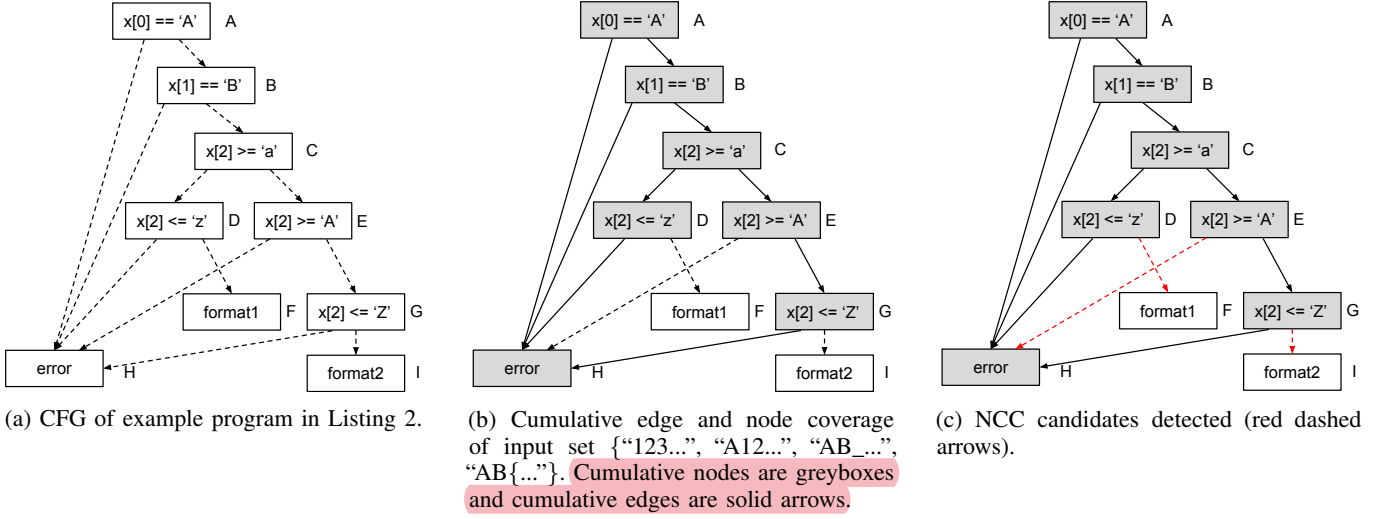 x[0] == ‘A’ A
x[1] == ‘B’ B
x[2] >= ‘a’ C
x[2] <= ‘z’ D
x[2] >= ‘A’ E
format1 F
x[2] <= ‘Z’ G
error H
format2 I
(a) CFG of example program in Listing 2.
x[0] == ‘A’ A
x[1] == ‘B’ B
x[2] >= ‘a’ C
x[2] <= ‘z’ D
x[2] >= ‘A’ E
format1 F
x[2] <= ‘Z’ G
error H
format2 I
(b) Cumulative edge and node coverage
of input set {“123...”, “A12...”, “AB_...”,
“AB{...”}. Cumulative nodes are greyboxes
and cumulative edges are solid arrows.
x[0] == ‘A’ A
x[1] == ‘B’ B
x[2] >= ‘a’ C
x[2] <= ‘z’ D
x[2] >= ‘A’ E
format1 F
x[2] <= ‘Z’ G
error H
format2 I
(c) NCC candidates detected (red dashed
arrows).